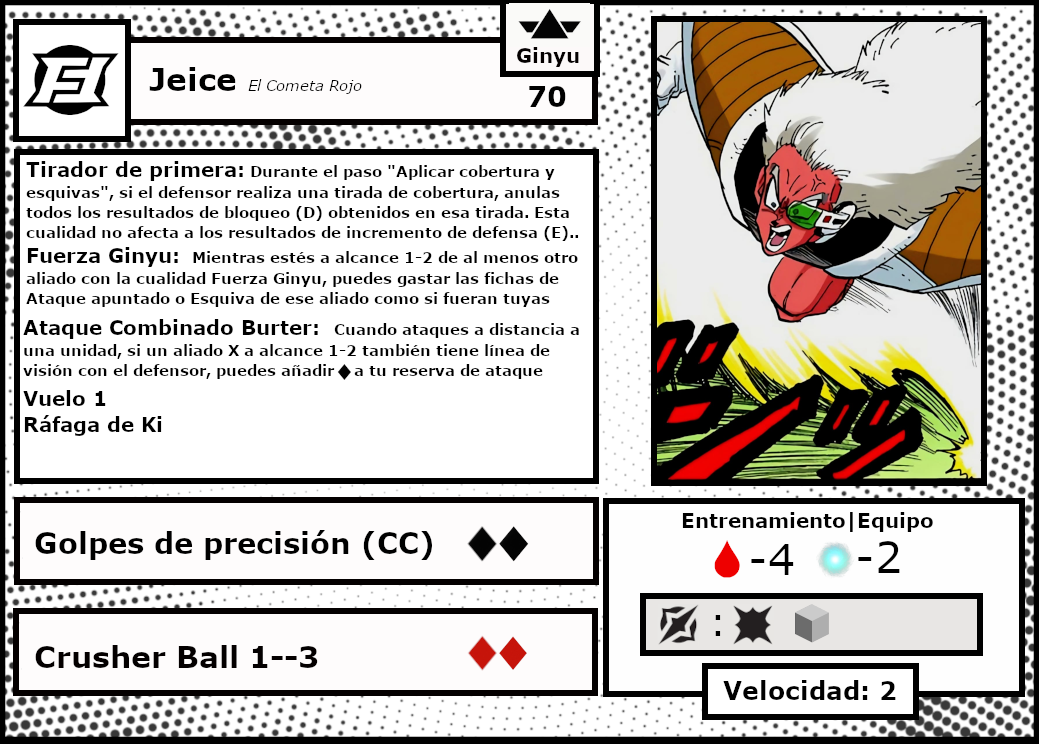 Ginyu
Jeice El Cometa Rojo
70
Tirador de primera: Durante el paso "Aplicar cobertura y
esquivas", si el defensor realiza una tirada de cobertura, anulas
todos los resultados de bloqueo (D) obtenidos en esa tirada. Esta
cualidad no afecta a los resultados de incremento de defensa (E)..
Fuerza Ginyu: Mientras estés a alcance 1-2 de al menos otro
aliado con la cualidad Fuerza Ginyu, puedes gastar las fichas de
Ataque apuntado o Esquiva de ese aliado como si fueran tuyas
Ataque Combinado Burter: Cuando ataques a distancia a
una unidad, si un aliado X a alcance 1-2 también tiene línea de
visión con el defensor, puedes añadir ♦ a tu reserva de ataque
Vuelo 1
Ráfaga de Ki
Golpes de precisión (CC)
Crusher Ball 1--3
Entrenamiento|Equipo
-4 -2
:
Velocidad: 2